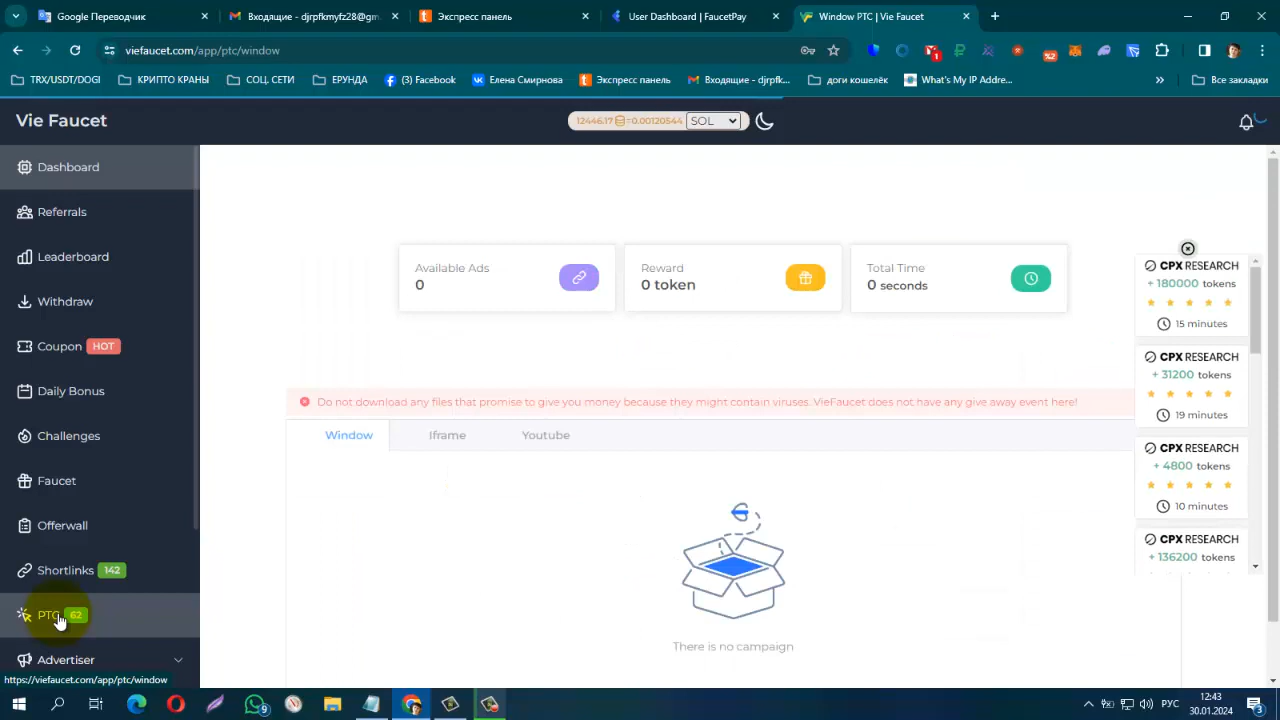 Google Переводчик
Входящие - djrpfkmyfz28@gm
Экспресс панель
User Dashboard | FaucetPay
Window PTC | Vie Faucet
viefaucet.com/app/ptc/window
TRX/USDT/DOGI
КРИПТО КРАНЫ
СОЦ. СЕТИ
ЕРУНДА
(3) Facebook
Елена Смирнова
Экспресс панель
Входящие - djrpfk...
доги кошелёк
What's My IP Addre...
Все закладки
Vie Faucet
12446.17 =0.00120544 SOL
Dashboard
Referrals
Leaderboard
Withdraw
Coupon HOT
Daily Bonus
Challenges
Faucet
Offerwall
Shortlinks 142
PTC 62
Advertiser
https://viefaucet.com/app/ptc/window
Available Ads
0
Reward
0 token
Total Time
0 seconds
Do not download any files that promise to give you money because they might contain viruses. VieFaucet does not have any give away event here!
Window
Iframe
Youtube
There is no campaign
CPX RESEARCH
+ 180000 tokens
15 minutes
CPX RESEARCH
+ 31200 tokens
19 minutes
CPX RESEARCH
+ 4800 tokens
10 minutes
CPX RESEARCH
+ 136200 tokens
РУС
12:43
30.01.2024